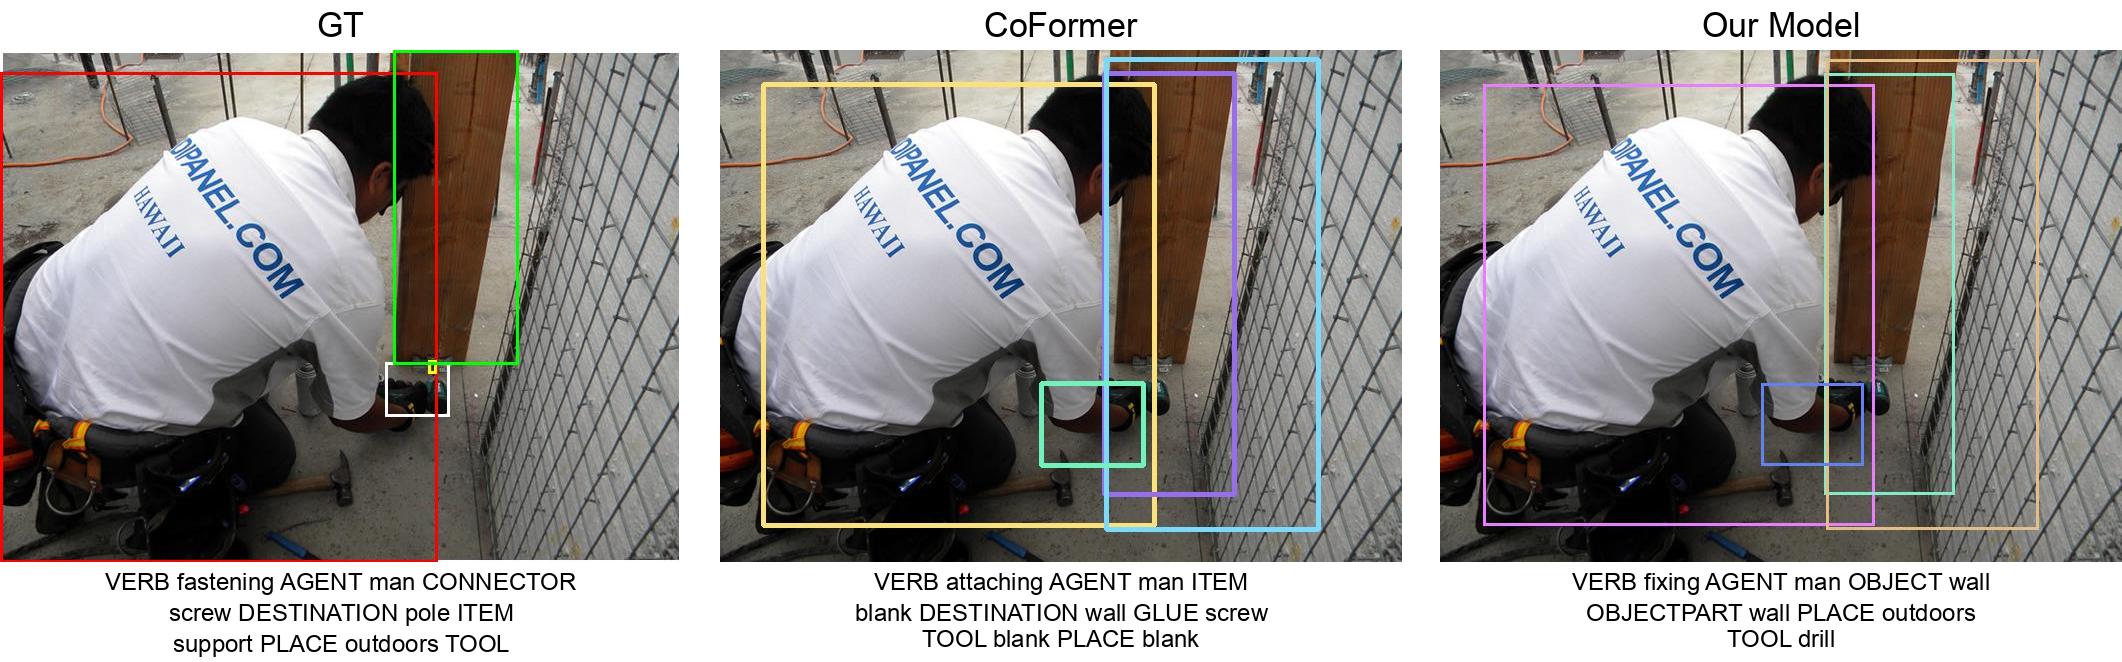 GT
CoFormer
Our Model
DIPANEL.COM
HAWAII
DIPANEL.COM
HAWAII
DIPANEL.COM
HAWAII
VERB fastening AGENT man CONNECTOR
screw DESTINATION pole ITEM
support PLACE outdoors TOOL
VERB attaching AGENT man ITEM
blank DESTINATION wall GLUE screw
TOOL blank PLACE blank
VERB fixing AGENT man OBJECT wall
OBJECTPART wall PLACE outdoors
TOOL drill